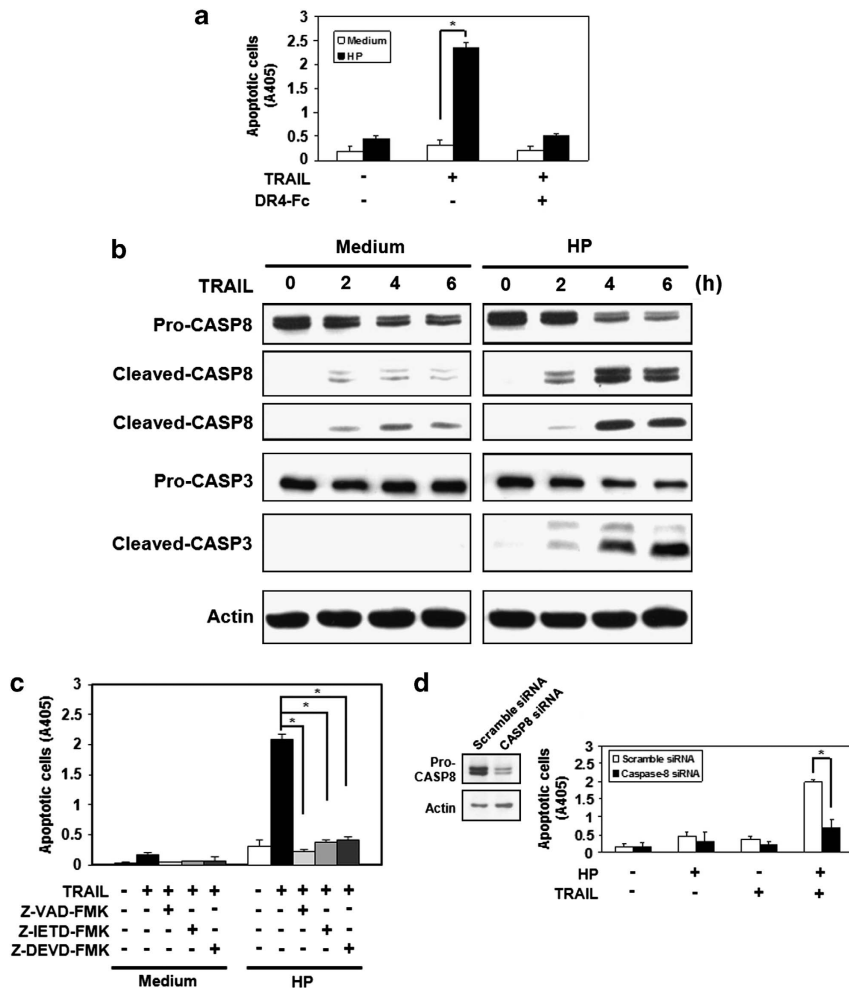 a
3
2.5
2
1.5
1
0.5
0
Apoptotic cells
(A405)
Medium
HP
*
TRAIL - + +
DR4-Fc - - +
b
Medium HP
TRAIL 0 2 4 6 0 2 4 6 (h)
Pro-CASP8
Cleaved-CASP8
Cleaved-CASP8
Pro-CASP3
Cleaved-CASP3
Actin
c
3
2.5
2
1.5
1
0.5
0
Apoptotic cells (A405)
*
*
*
TRAIL - + + + + - + + + +
Z-VAD-FMK - - + - - - - + - -
Z-IETD-FMK - - - + - - - - + -
Z-DEVD-FMK - - - - + - - - - +
Medium HP
d
Scramble siRNA
CASP8 siRNA
Pro-
CASP8
Actin
3
2.5
2
1.5
1
0.5
0
Apoptotic cells
(A405)
Scramble siRNA
Caspase-8 siRNA
*
HP - + - +
TRAIL - - + +